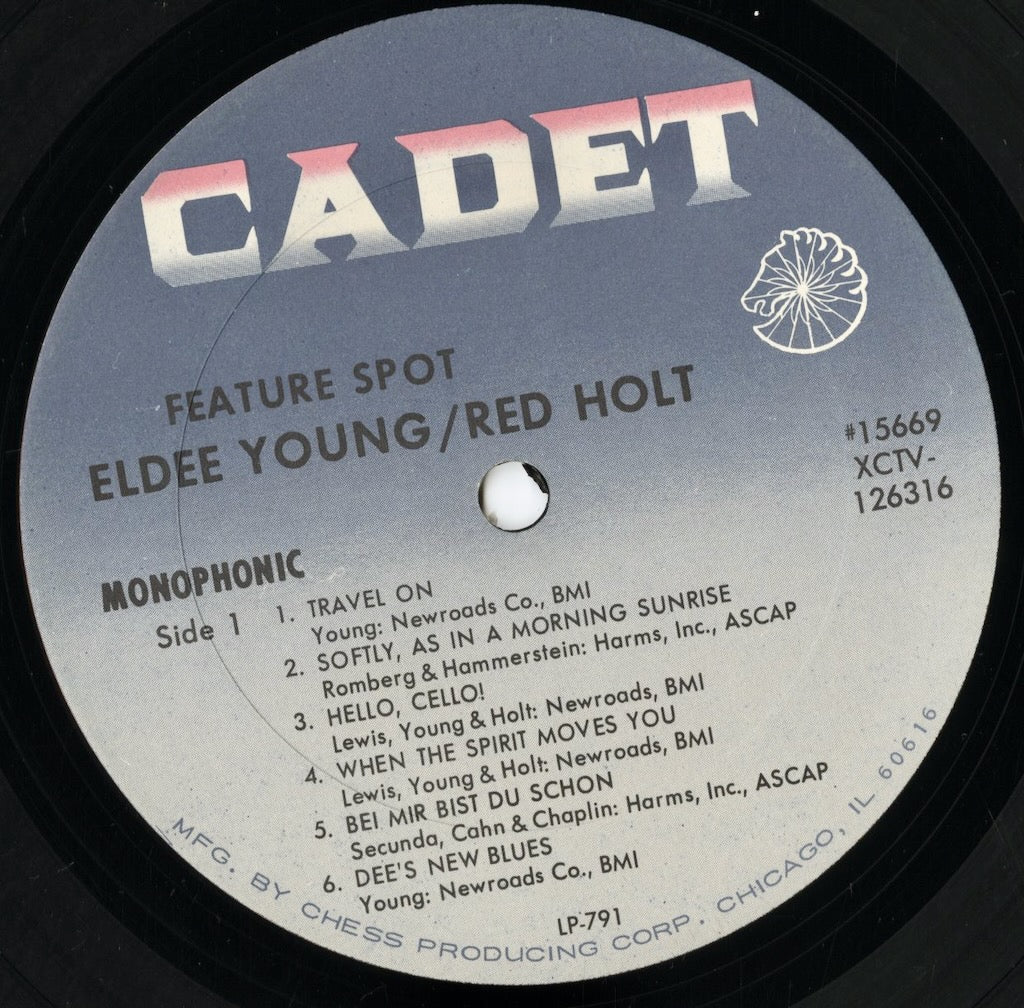 CADET
FEATURE SPOT
ELDEE YOUNG/RED HOLT
#15669
XCTV-
126316
MONOPHONIC
Side 1
1. TRAVEL ON
Young: Newroads Co., BMI
2. SOFTLY, AS IN A MORNING SUNRISE
Romberg & Hammerstein: Harms, Inc., ASCAP
3. HELLO, CELLO!
Lewis, Young & Holt: Newroads, BMI
4. WHEN THE SPIRIT MOVES YOU
Lewis, Young & Holt: Newroads, BMI
5. BEI MIR BIST DU SCHON
Secunda, Cahn & Chaplin: Harms, Inc., ASCAP
6. DEE'S NEW BLUES
Young: Newroads Co., BMI
LP-791
MFG. BY CHESS PRODUCING CORP. CHICAGO, IL 60616